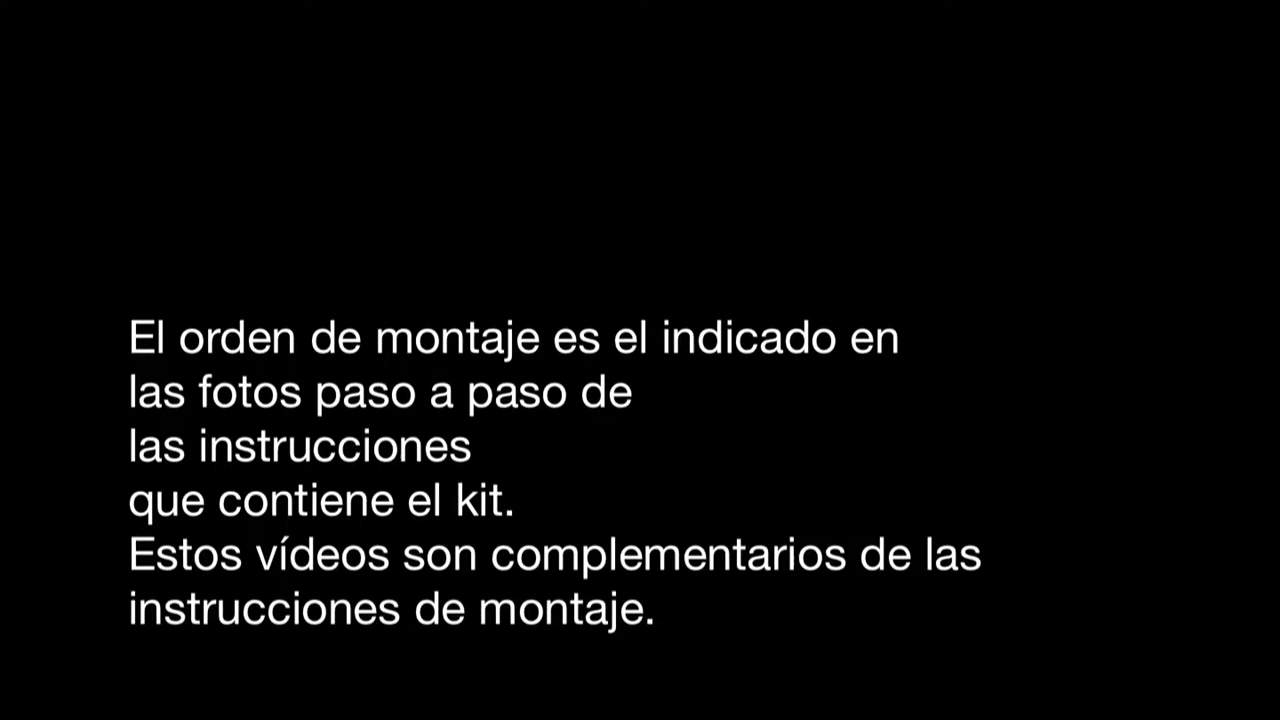 El orden de montaje es el indicado en
las fotos paso a paso de
las instrucciones
que contiene el kit.
Estos vídeos son complementarios de las
instrucciones de montaje.